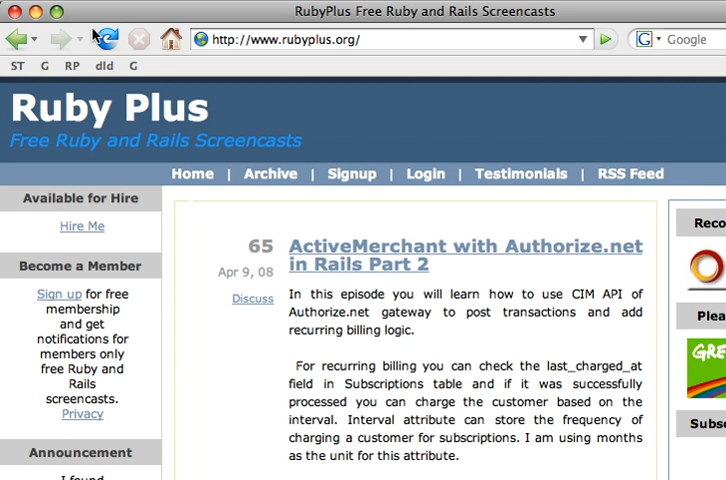 RubyPlus Free Ruby and Rails Screencasts
http://www.rubyplus.org/
G Google
ST G RP dld G
Ruby Plus
Free Ruby and Rails Screencasts
Home | Archive | Signup | Login | Testimonials | RSS Feed
Available for Hire
Hire Me
Become a Member
Sign up for free
membership
and get
notifications for
members only
free Ruby and
Rails
screencasts.
Privacy
Announcement
I found
65
Apr 9, 08
Discuss
ActiveMerchant with Authorize.net
in Rails Part 2
In this episode you will learn how to use CIM API of
Authorize.net gateway to post transactions and add
recurring billing logic.
For recurring billing you can check the last_charged_at
field in Subscriptions table and if it was successfully
processed you can charge the customer based on the
interval. Interval attribute can store the frequency of
charging a customer for subscriptions. I am using months
as the unit for this attribute.
Reco
Plea
GRE
Subsc